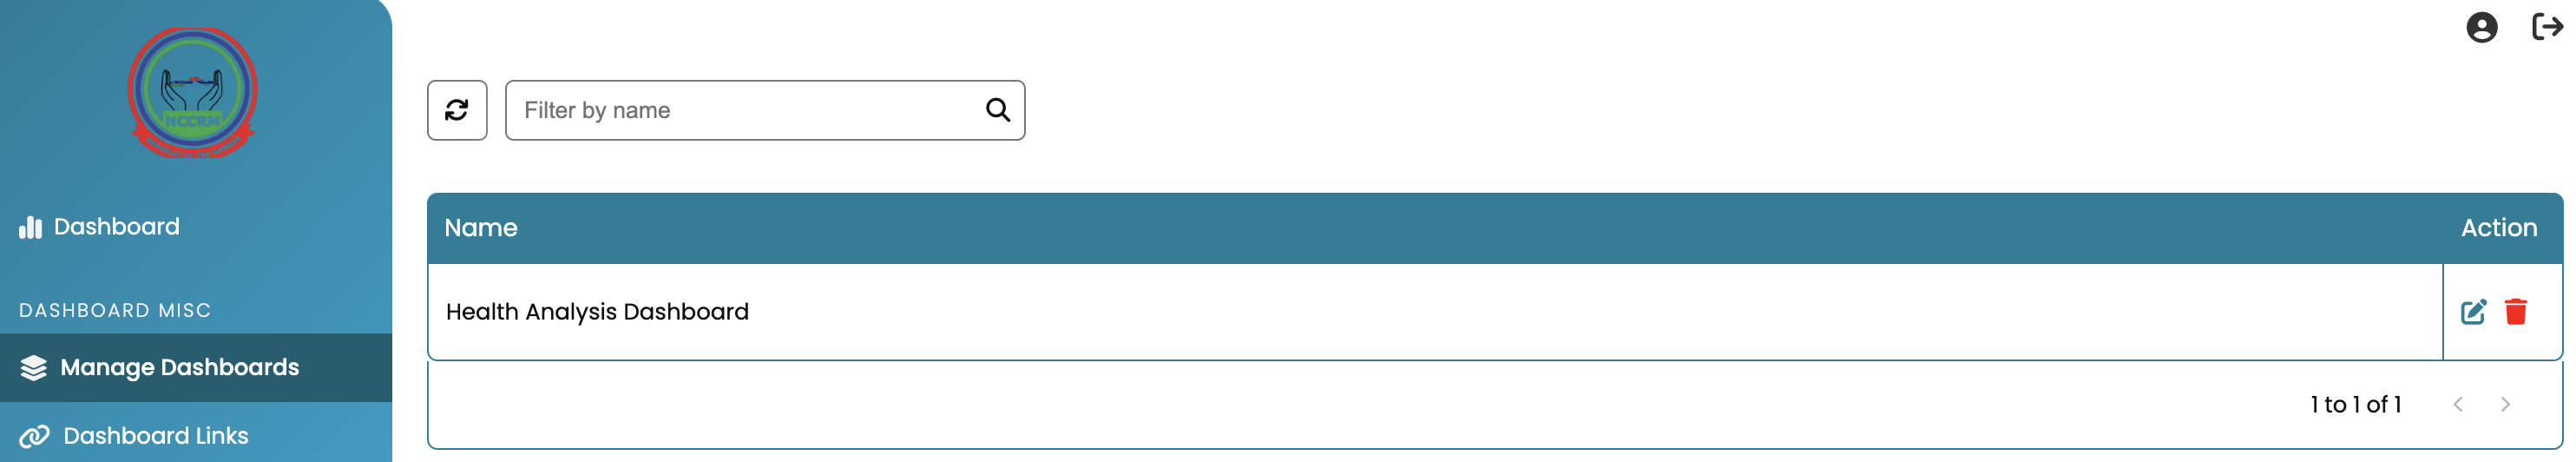 NCCRM
Dashboard
DASHBOARD MISC
Manage Dashboards
Dashboard Links
Filter by name
Name
Action
Health Analysis Dashboard
1 to 1 of 1